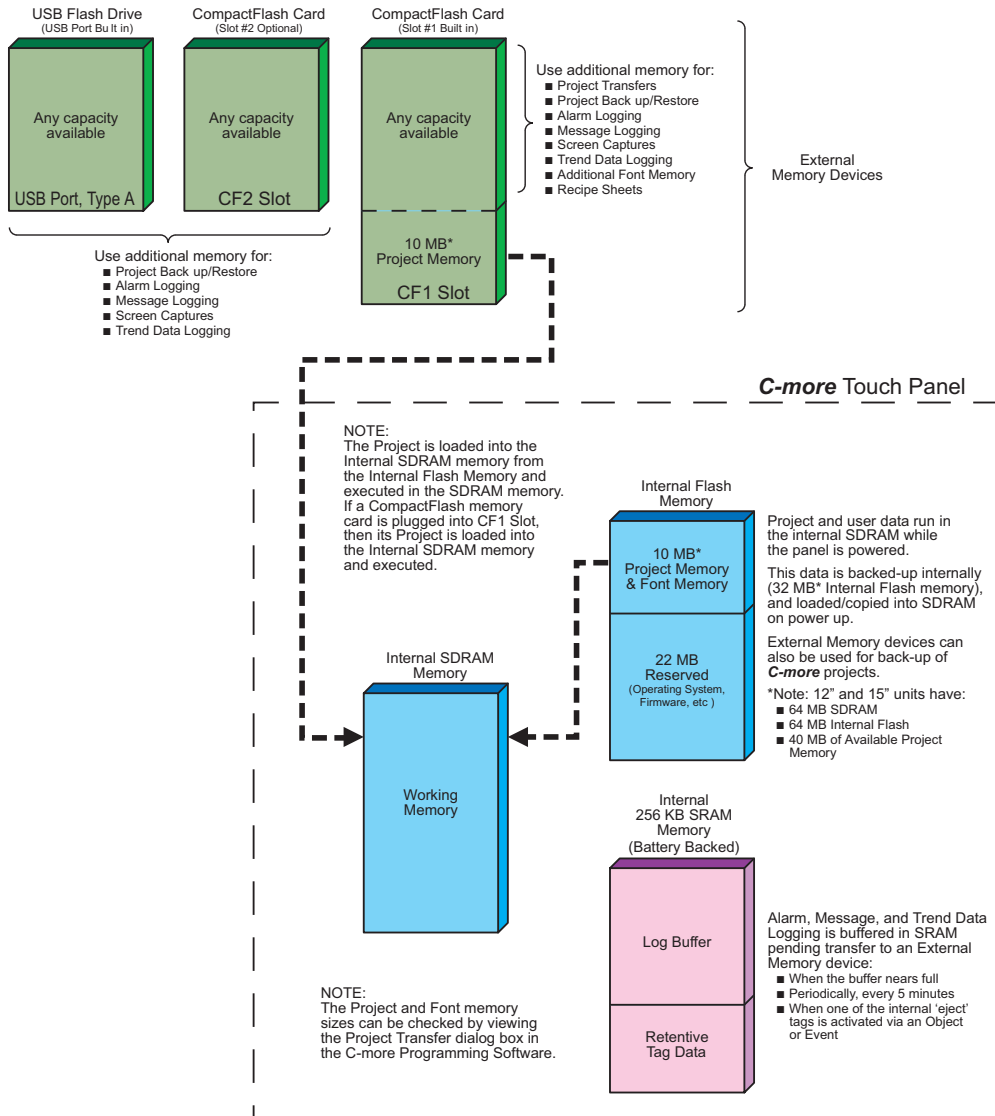 USB Flash Drive
(USB Port Bu lt in)
Any capacity
available
USB Port, Type A
CompactFlash Card
(Slot #2 Optional)
Any capacity
available
CF2 Slot
CompactFlash Card
(Slot #1 Built in)
Any capacity
available
10 MB*
Project Memory
CF1 Slot
Use additional memory for:
■ Project Transfers
■ Project Back up/Restore
■ Alarm Logging
■ Message Logging
■ Screen Captures
■ Trend Data Logging
■ Additional Font Memory
■ Recipe Sheets
External
Memory Devices
Use additional memory for:
■ Project Back up/Restore
■ Alarm Logging
■ Message Logging
■ Screen Captures
■ Trend Data Logging
C-more Touch Panel
NOTE:
The Project is loaded into the
Internal SDRAM memory from
the Internal Flash Memory and
executed in the SDRAM memory.
If a CompactFlash memory
card is plugged into CF1 Slot,
then its Project is loaded into
the Internal SDRAM memory
and executed.
Internal Flash
Memory
10 MB*
Project Memory
& Font Memory
22 MB
Reserved
(Operating System,
Firmware, etc )
Project and user data run in
the internal SDRAM while
the panel is powered.
This data is backed-up internally
(32 MB* Internal Flash memory),
and loaded/copied into SDRAM
on power up.
External Memory devices can
also be used for back-up of
C-more projects.
*Note: 12” and 15” units have:
■ 64 MB SDRAM
■ 64 MB Internal Flash
■ 40 MB of Available Project
Memory
Internal SDRAM
Memory
Working
Memory
Internal
256 KB SRAM
Memory
(Battery Backed)
Log Buffer
Retentive
Tag Data
Alarm, Message, and Trend Data
Logging is buffered in SRAM
pending transfer to an External
Memory device:
■ When the buffer nears full
■ Periodically, every 5 minutes
■ When one of the internal ‘eject’
tags is activated via an Object
or Event
NOTE:
The Project and Font memory
sizes can be checked by viewing
the Project Transfer dialog box in
the C-more Programming Software.